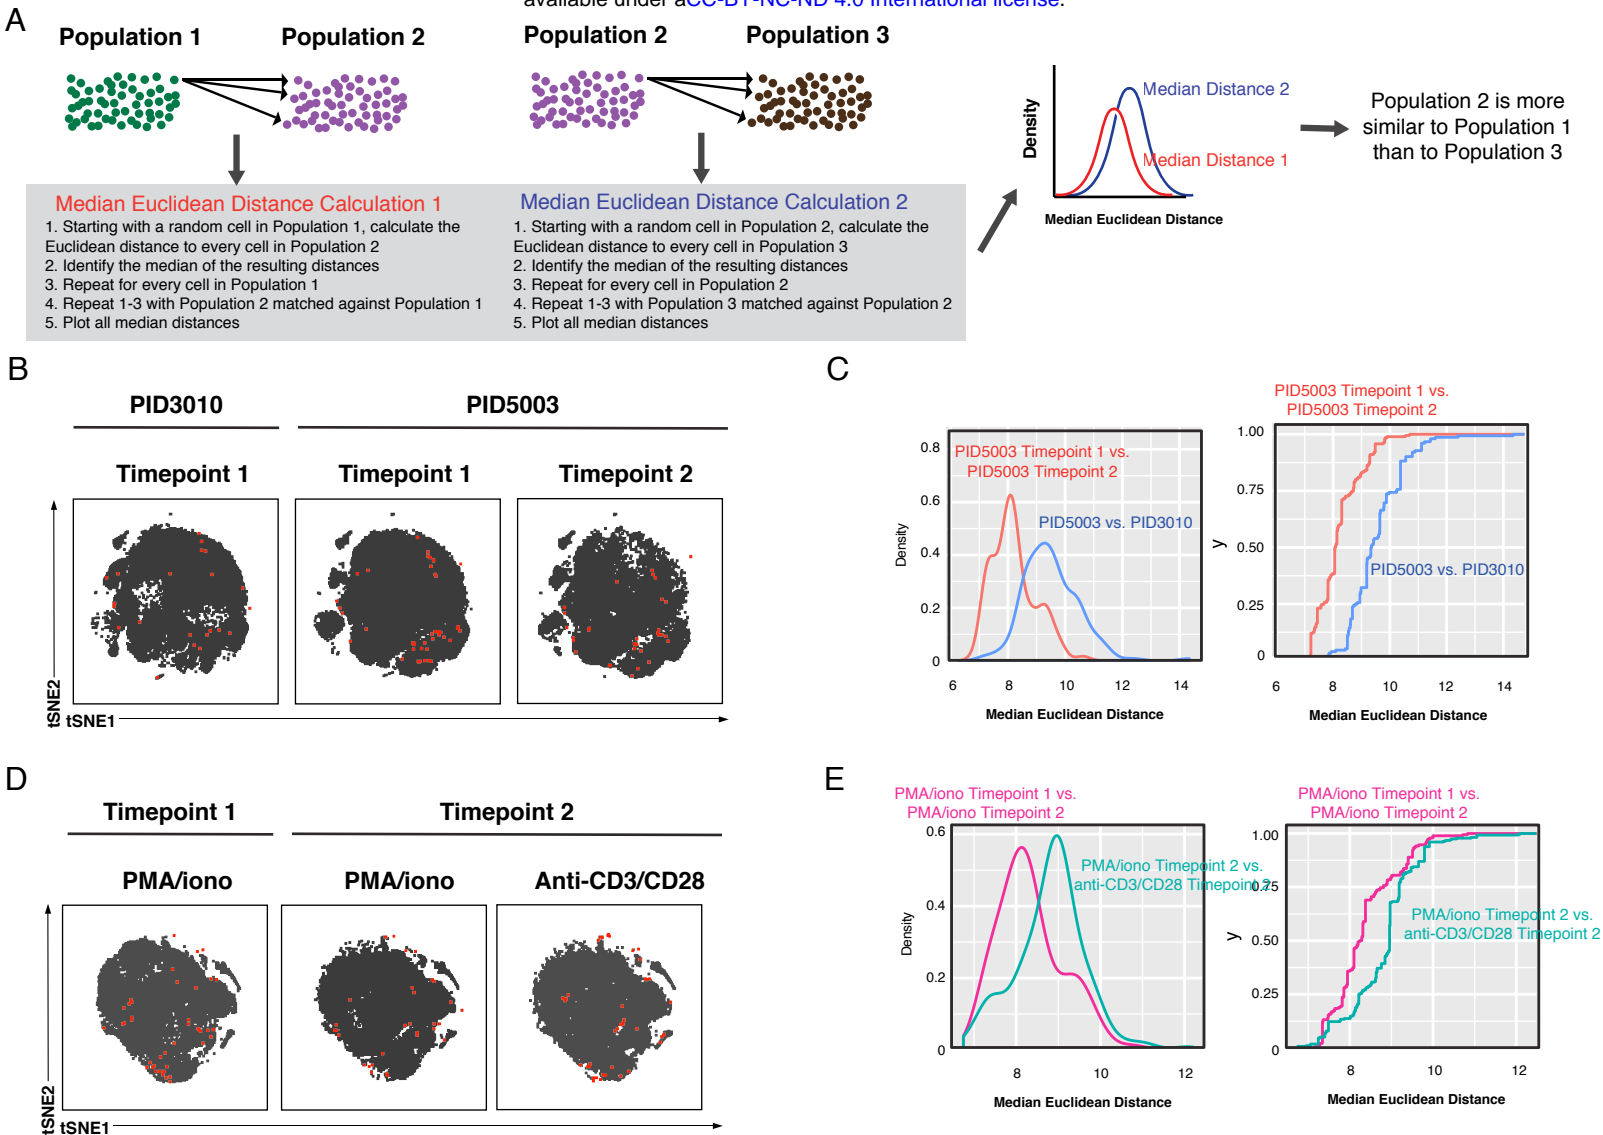 available under aCC-BY-NC-ND 4.0 International license.
A
Population 1
Population 2
Population 2
Population 3
Median Euclidean Distance Calculation 1
1. Starting with a random cell in Population 1, calculate the
Euclidean distance to every cell in Population 2
2. Identify the median of the resulting distances
3. Repeat for every cell in Population 1
4. Repeat 1-3 with Population 2 matched against Population 1
5. Plot all median distances
Median Euclidean Distance Calculation 2
1. Starting with a random cell in Population 2, calculate the
Euclidean distance to every cell in Population 3
2. Identify the median of the resulting distances
3. Repeat for every cell in Population 2
4. Repeat 1-3 with Population 3 matched against Population 2
5. Plot all median distances
Density
Median Distance 2
Median Distance 1
Median Euclidean Distance
Population 2 is more
similar to Population 1
than to Population 3
B
PID3010
PID5003
Timepoint 1
Timepoint 1
Timepoint 2
tSNE2
tSNE1
C
PID5003 Timepoint 1 vs.
PID5003 Timepoint 2
PID5003 vs. PID3010
Density
0.8
0.6
0.4
0.2
0
6 8 10 12 14
Median Euclidean Distance
PID5003 Timepoint 1 vs.
PID5003 Timepoint 2
PID5003 vs. PID3010
y
1.00
0.75
0.50
0.25
0
6 8 10 12 14
Median Euclidean Distance
D
Timepoint 1
Timepoint 2
PMA/iono
PMA/iono
Anti-CD3/CD28
tSNE2
tSNE1
E
PMA/iono Timepoint 1 vs.
PMA/iono Timepoint 2
PMA/iono Timepoint 2 vs.
anti-CD3/CD28 Timepoint 2
Density
0.6
0.4
0.2
0
8 10 12
Median Euclidean Distance
PMA/iono Timepoint 1 vs.
PMA/iono Timepoint 2
PMA/iono Timepoint 2 vs.
anti-CD3/CD28 Timepoint 2
y
1.00
0.75
0.50
0.25
0
8 10 12
Median Euclidean Distance